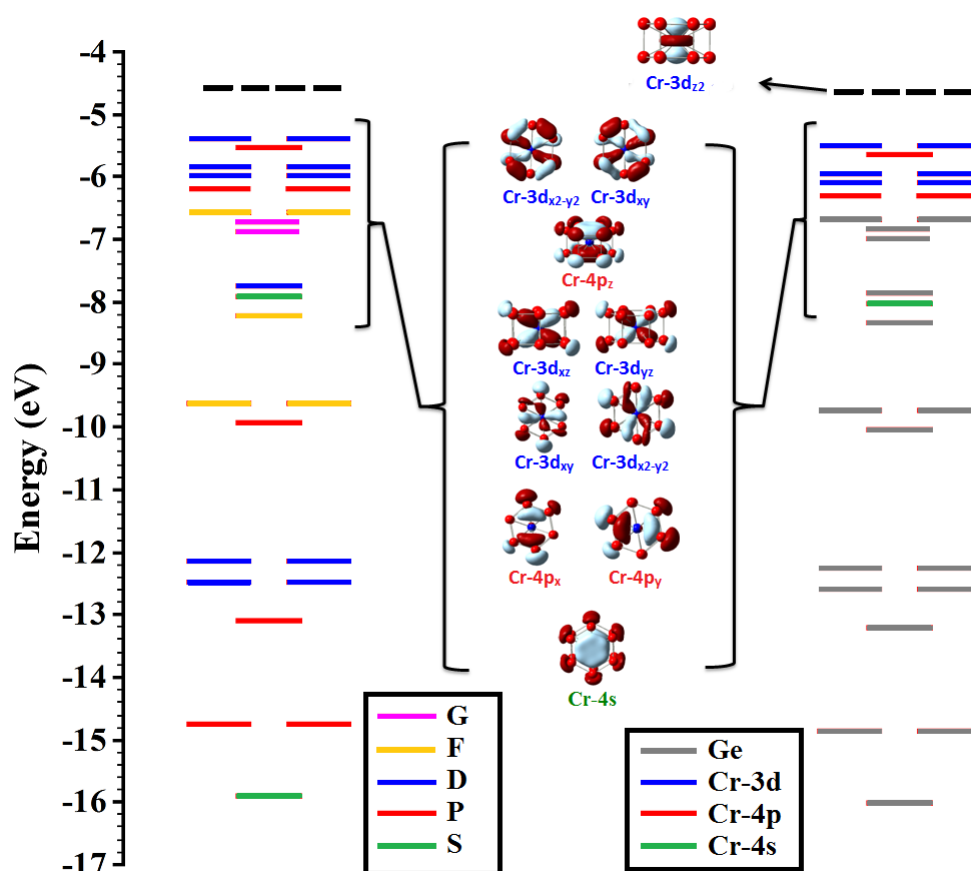 Energy (eV)
-4
-5
-6
-7
-8
-9
-10
-11
-12
-13
-14
-15
-16
-17
Cr-3dz2
Cr-3dx2-y2 Cr-3dxy
Cr-4pz
Cr-3dxz Cr-3dyz
Cr-3dxy Cr-3dx2-y2
Cr-4px Cr-4py
Cr-4s
G
F
D
P
S
Ge
Cr-3d
Cr-4p
Cr-4s